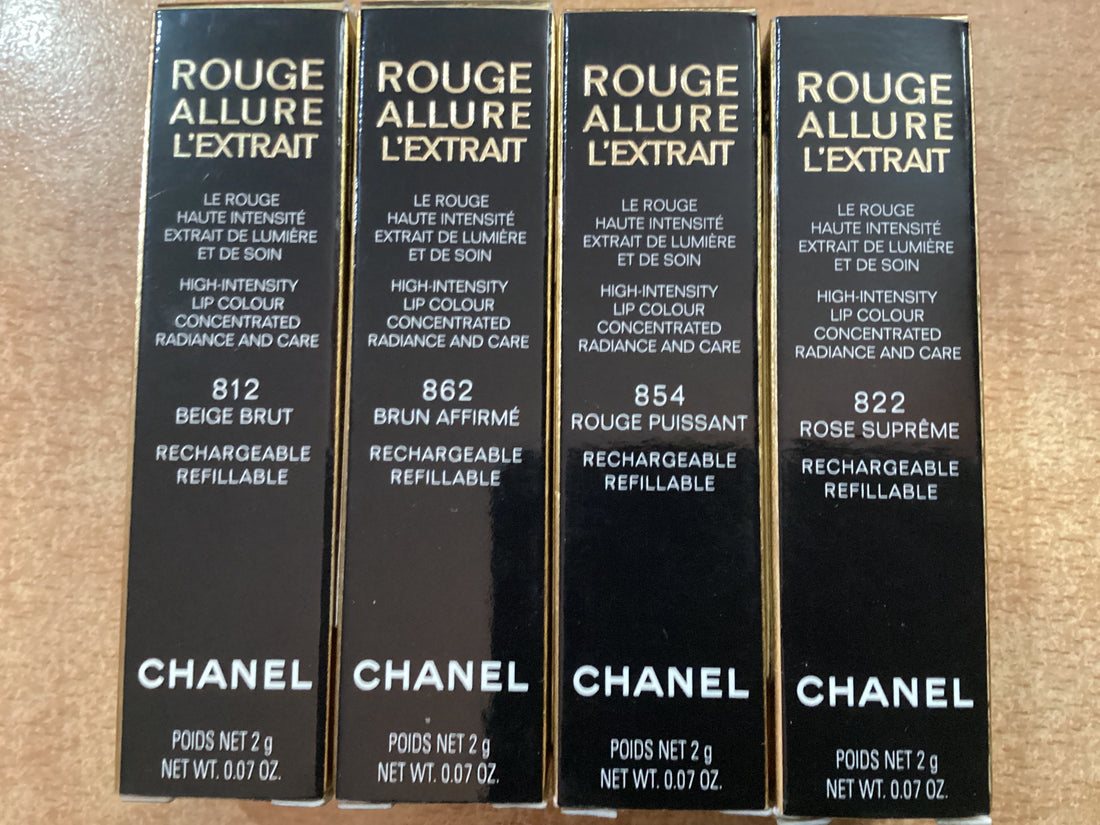 ROUGE
ALLURE
L'EXTRAIT
LE ROUGE
HAUTE INTENSITÉ
EXTRAIT DE LUMIÈRE
ET DE SOIN
HIGH-INTENSITY
LIP COLOUR
CONCENTRATED
RADIANCE AND CARE
812
BEIGE BRUT
RECHARGEABLE
REFILLABLE
CHANEL
POIDS NET 2 g
NET WT. 0.07 OZ.
ROUGE
ALLURE
L'EXTRAIT
LE ROUGE
HAUTE INTENSITÉ
EXTRAIT DE LUMIÈRE
ET DE SOIN
HIGH-INTENSITY
LIP COLOUR
CONCENTRATED
RADIANCE AND CARE
862
BRUN AFFIRMÉ
RECHARGEABLE
REFILLABLE
CHANEL
POIDS NET 2 g
NET WT. 0.07 OZ.
ROUGE
ALLURE
L'EXTRAIT
LE ROUGE
HAUTE INTENSITÉ
EXTRAIT DE LUMIÈRE
ET DE SOIN
HIGH-INTENSITY
LIP COLOUR
CONCENTRATED
RADIANCE AND CARE
854
ROUGE PUISSANT
RECHARGEABLE
REFILLABLE
CHANEL
POIDS NET 2 g
NET WT. 0.07 OZ.
ROUGE
ALLURE
L'EXTRAIT
LE ROUGE
HAUTE INTENSITÉ
EXTRAIT DE LUMIÈRE
ET DE SOIN
HIGH-INTENSITY
LIP COLOUR
CONCENTRATED
RADIANCE AND CARE
822
ROSE SUPRÊME
RECHARGEABLE
REFILLABLE
CHANEL
POIDS NET 2 g
NET WT. 0.07 OZ.